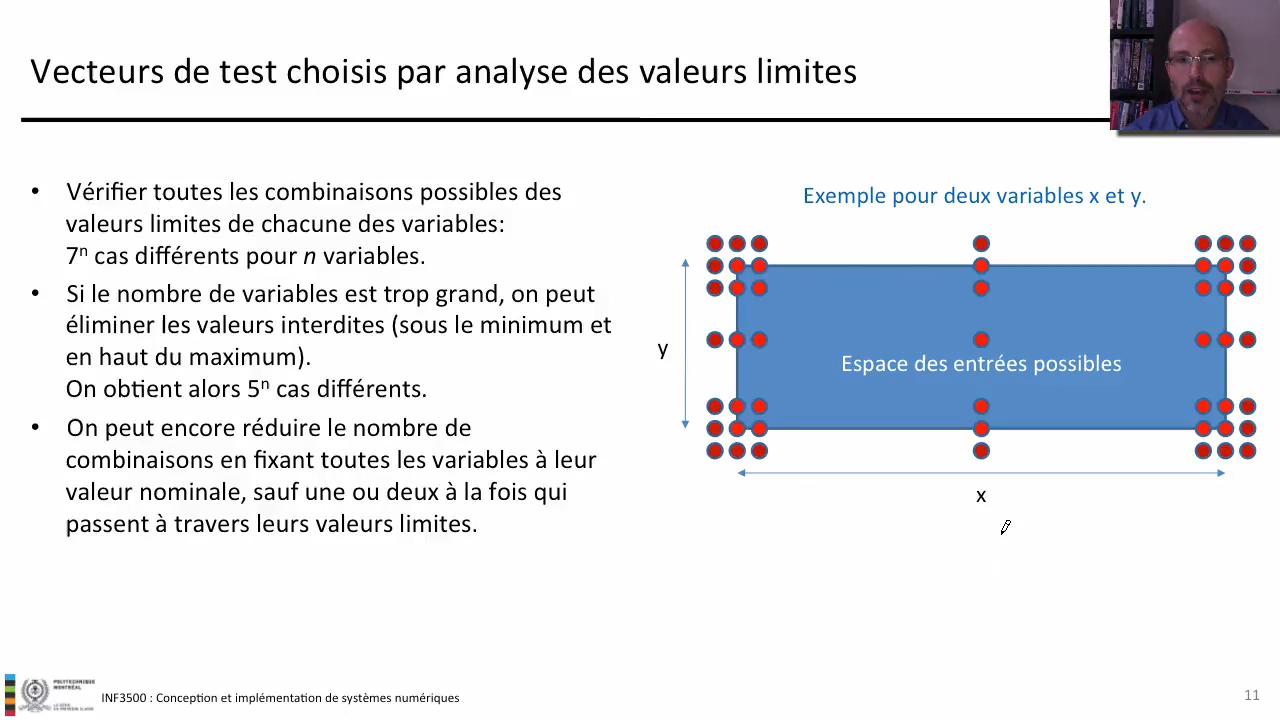 Vecteurs de test choisis par analyse des valeurs limites
• Vérifier toutes les combinaisons possibles des
valeurs limites de chacune des variables:
7ⁿ cas différents pour n variables.
• Si le nombre de variables est trop grand, on peut
éliminer les valeurs interdites (sous le minimum et
en haut du maximum).
On obtient alors 5ⁿ cas différents.
• On peut encore réduire le nombre de
combinaisons en fixant toutes les variables à leur
valeur nominale, sauf une ou deux à la fois qui
passent à travers leurs valeurs limites.
Exemple pour deux variables x et y.
y
Espace des entrées possibles
x
POLYTECHNIQUE
MONTRÉAL
INF3500 : Conception et implémentation de systèmes numériques
11